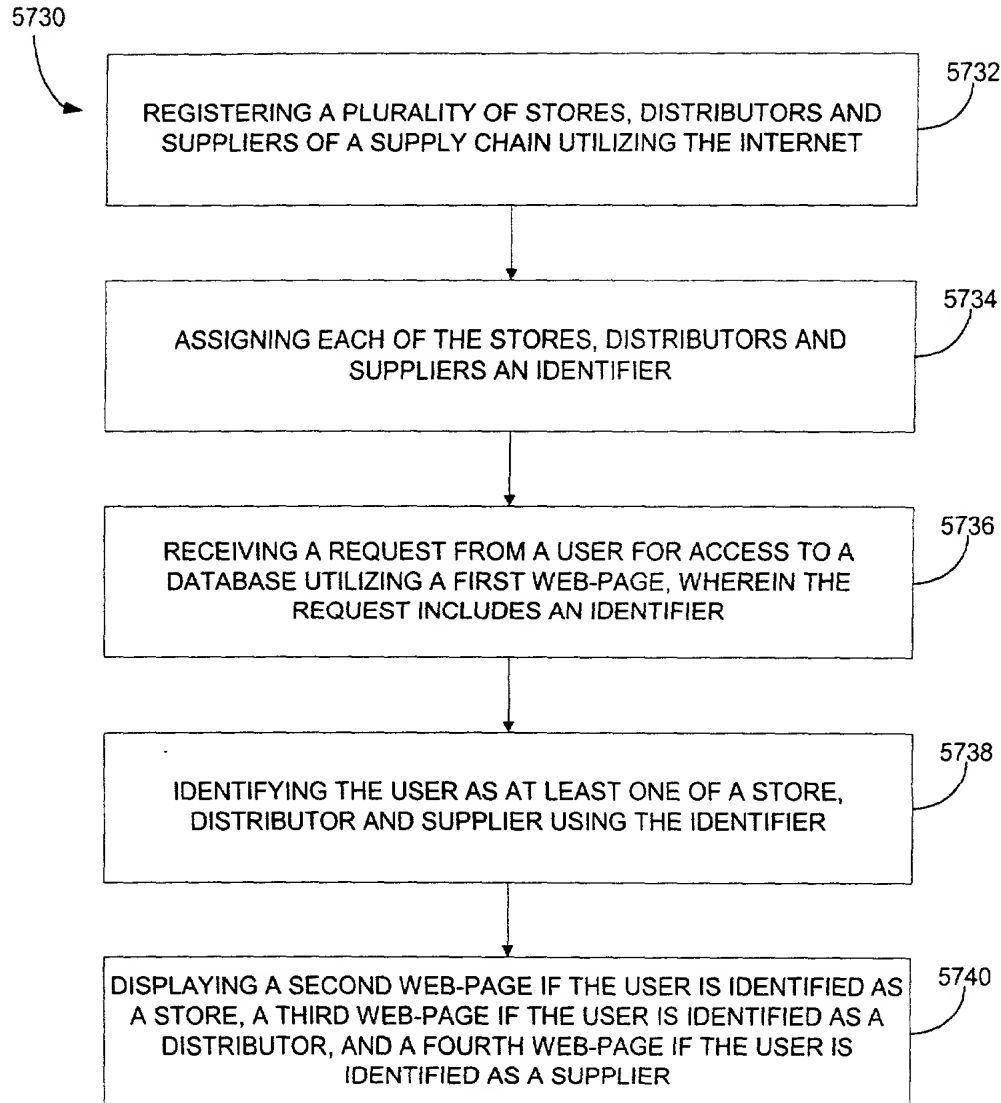 5730
5732
REGISTERING A PLURALITY OF STORES, DISTRIBUTORS AND
SUPPLIERS OF A SUPPLY CHAIN UTILIZING THE INTERNET
5734
ASSIGNING EACH OF THE STORES, DISTRIBUTORS AND
SUPPLIERS AN IDENTIFIER
5736
RECEIVING A REQUEST FROM A USER FOR ACCESS TO A
DATABASE UTILIZING A FIRST WEB-PAGE, WHEREIN THE
REQUEST INCLUDES AN IDENTIFIER
5738
IDENTIFYING THE USER AS AT LEAST ONE OF A STORE,
DISTRIBUTOR AND SUPPLIER USING THE IDENTIFIER
5740
DISPLAYING A SECOND WEB-PAGE IF THE USER IS IDENTIFIED AS
A STORE, A THIRD WEB-PAGE IF THE USER IS IDENTIFIED AS A
DISTRIBUTOR, AND A FOURTH WEB-PAGE IF THE USER IS
IDENTIFIED AS A SUPPLIER